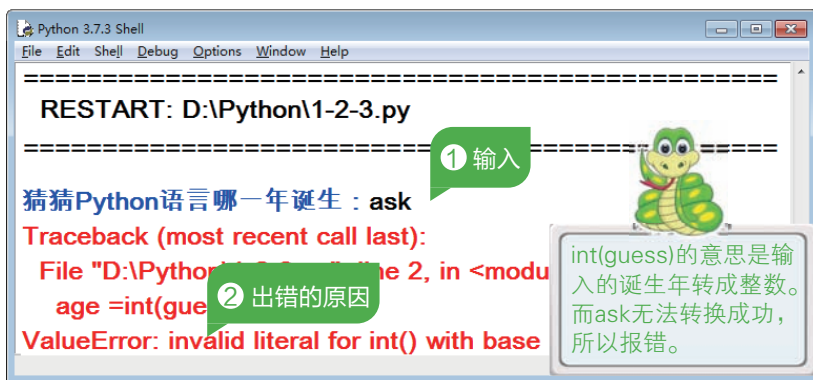 Python 3.7.3 Shell
File Edit Shell Debug Options Window Help
RESTART: D:\Python\1-2-3.py
1 输入
猜猜Python语言哪一年诞生：ask
Traceback (most recent call last):
File "D:\Pytho line 2, in <modu
age =int(gue
2 出错的原因
ValueError: invalid literal for int() with base
int(guess)的意思是输
入的诞生年转成整数。
而ask无法转换成功，
所以报错。